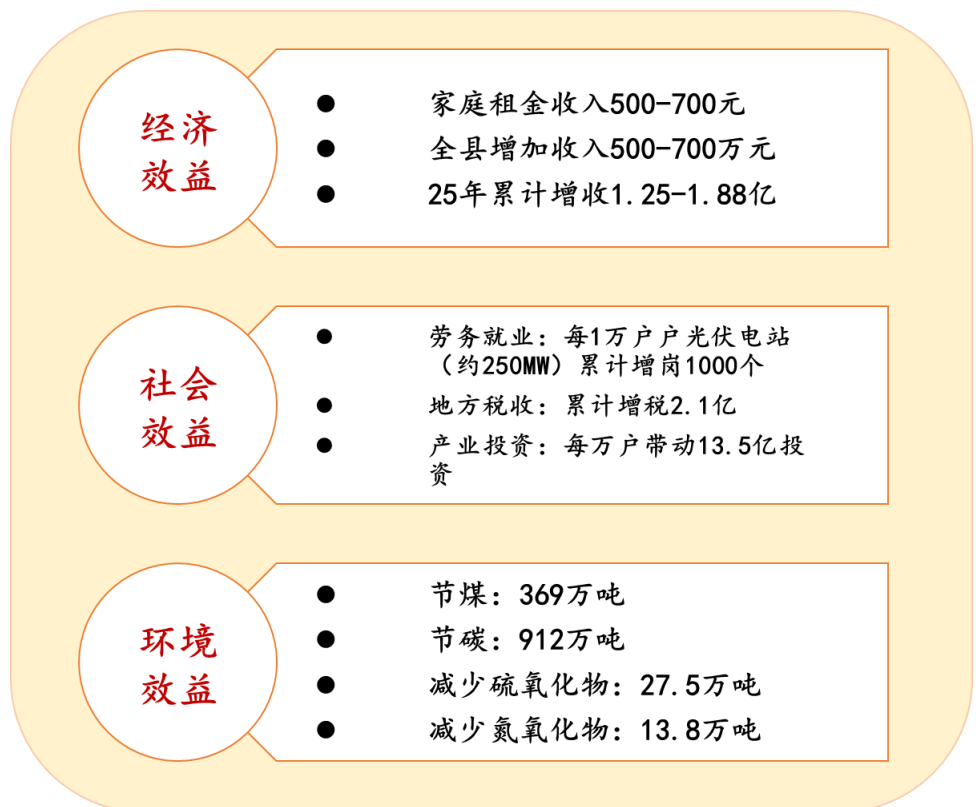 经济
效益
● 家庭租金收入500-700元
● 全县增加收入500-700万元
● 25年累计增收1.25-1.88亿
社会
效益
● 劳务就业：每1万户户光伏电站
（约250MW）累计增岗1000个
● 地方税收：累计增税2.1亿
● 产业投资：每万户带动13.5亿投
资
环境
效益
● 节煤：369万吨
● 节碳：912万吨
● 减少硫氧化物：27.5万吨
● 减少氮氧化物：13.8万吨